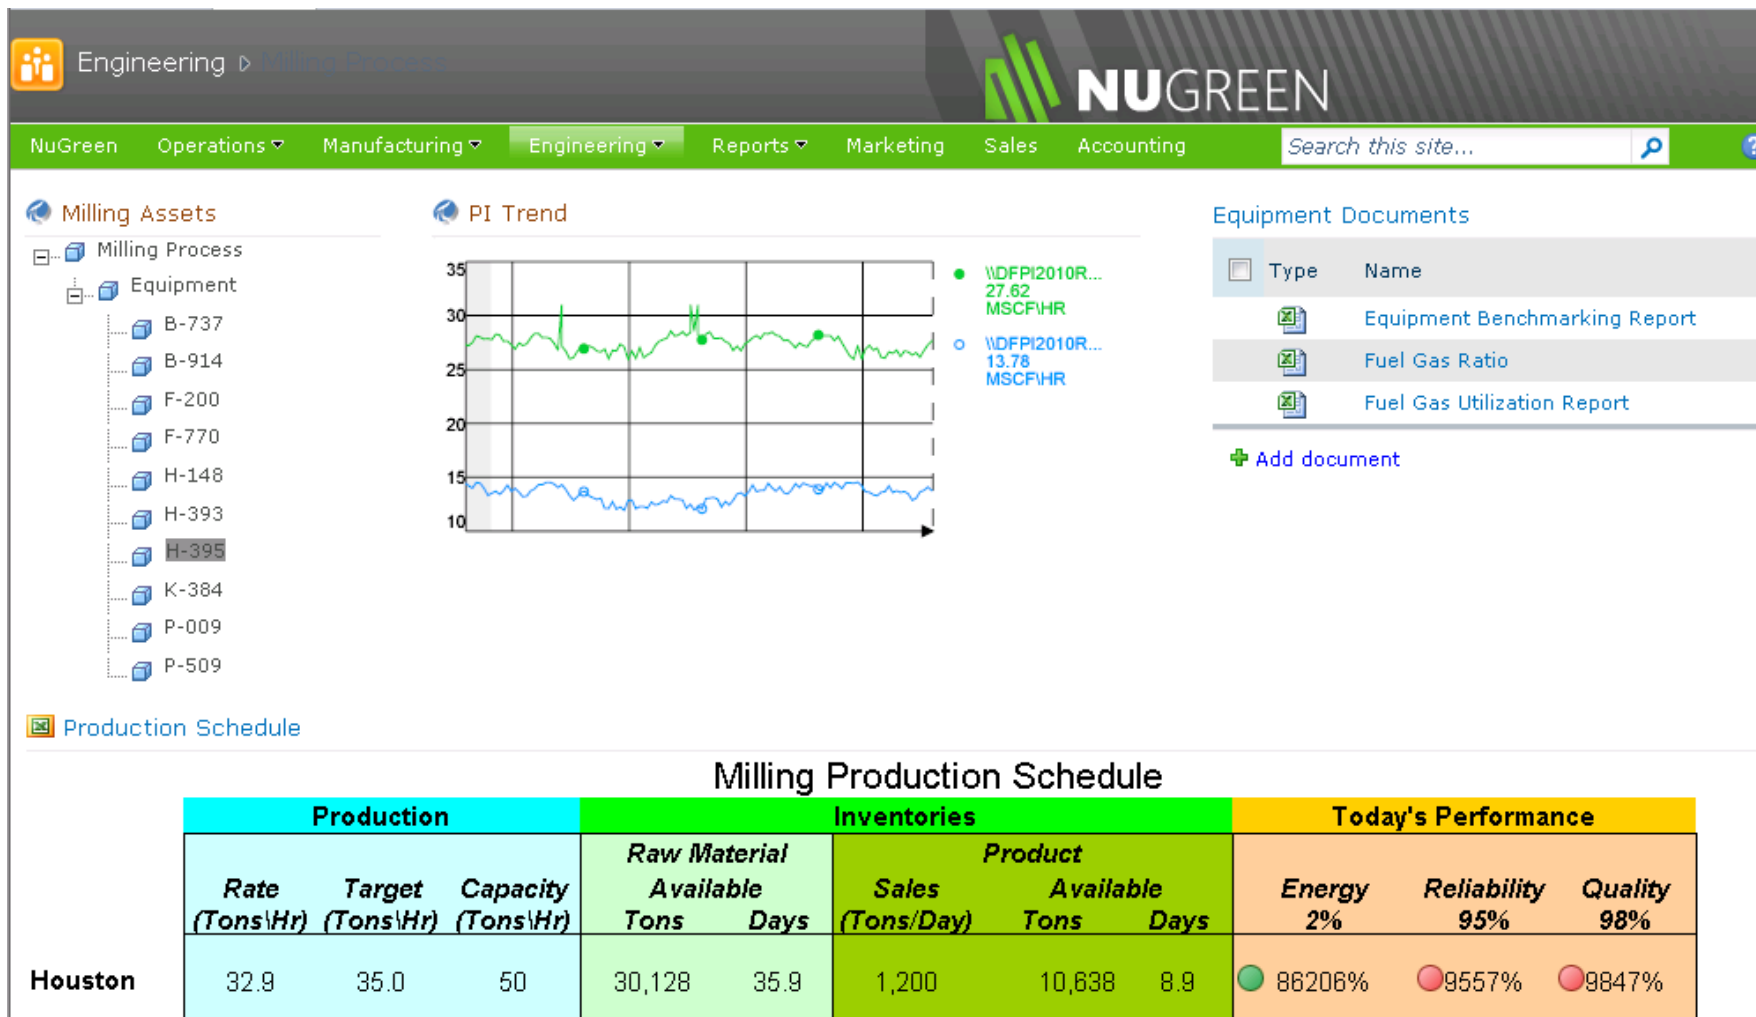 Engineering Milling Process
NUGREEN
NuGreen Operations Manufacturing Engineering Reports Marketing Sales Accounting Search this site... ?
Milling Assets
Milling Process
Equipment
B-737
B-914
F-200
F-770
H-148
H-393
H-395
K-384
P-009
P-509
PI Trend
35
30
25
20
15
10
\\DFPI2010R...
27.62
MSCF\HR
\\DFPI2010R...
13.78
MSCF\HR
Equipment Documents
Type Name
Equipment Benchmarking Report
Fuel Gas Ratio
Fuel Gas Utilization Report
Add document
Production Schedule
Milling Production Schedule
Production Inventories Today's Performance
Raw Material Product
Rate Target Capacity Available Sales Available Energy Reliability Quality
(Tons\Hr) (Tons\Hr) (Tons\Hr) Tons Days (Tons/Day) Tons Days 2% 95% 98%
Houston 32.9 35.0 50 30,128 35.9 1,200 10,638 8.9 86206% 9557% 9847%